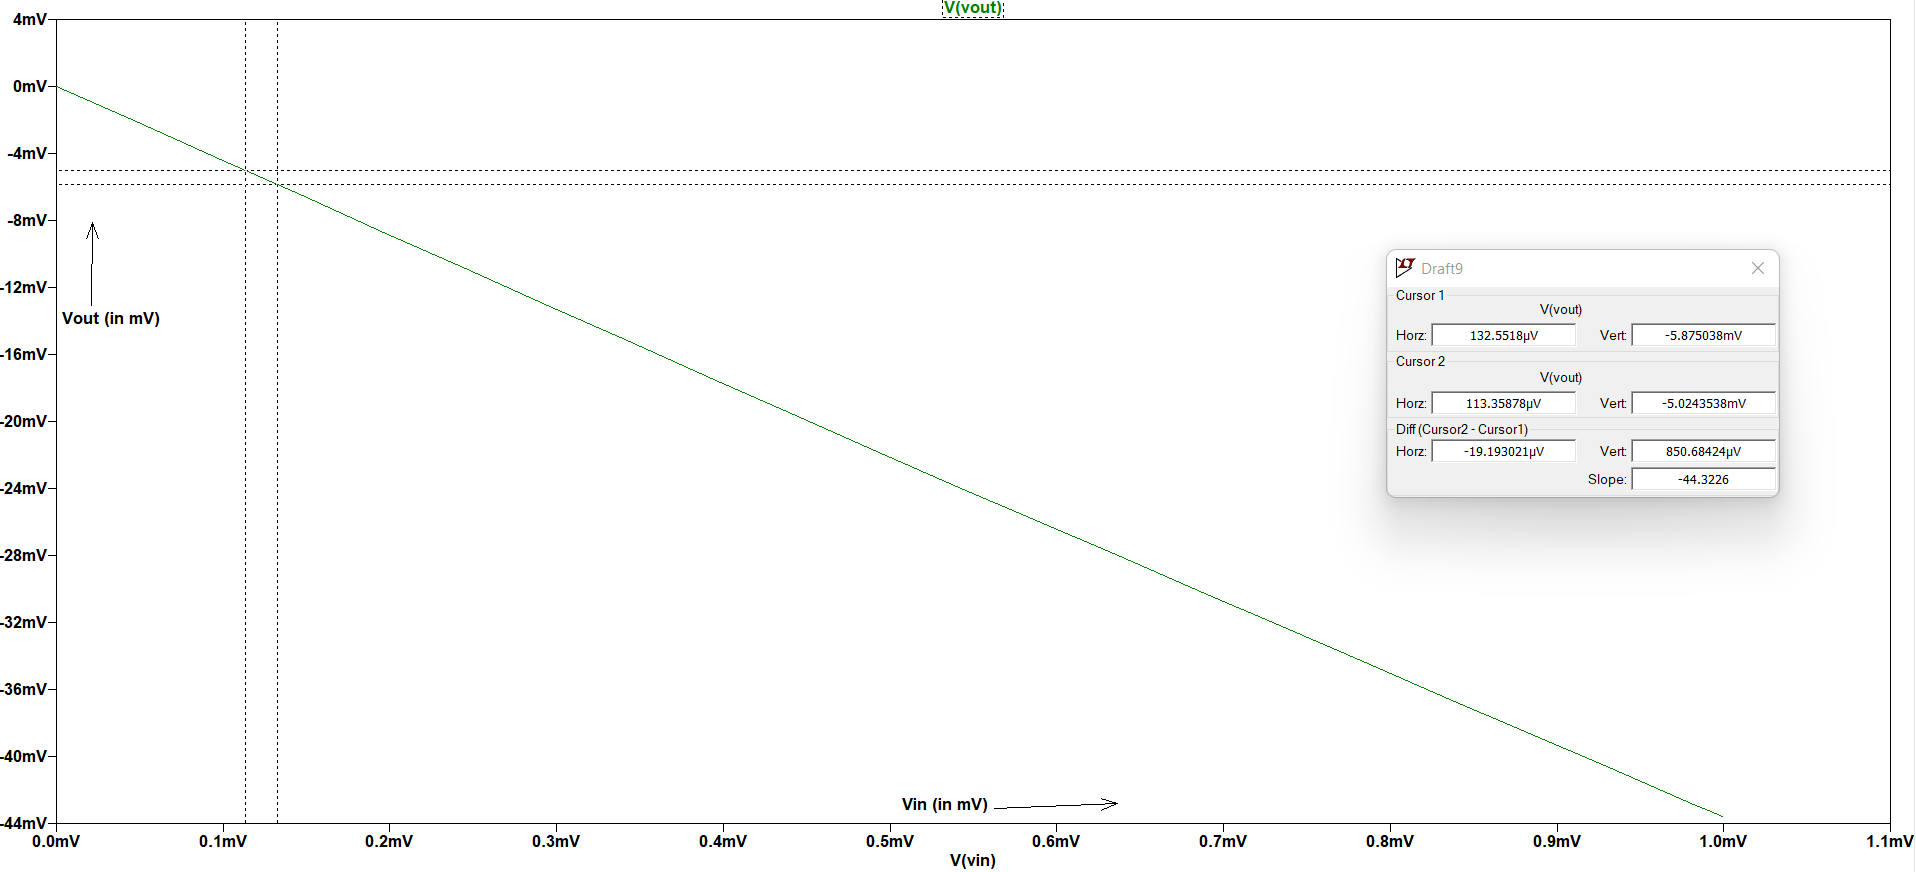 V(vout)
4mV
0mV
-4mV
-8mV
-12mV
-16mV
-20mV
-24mV
-28mV
-32mV
-36mV
-40mV
-44mV
Vout (in mV)
Draft9
Cursor 1
V(vout)
Horz: 132.5518µV Vert: -5.875038mV
Cursor 2
V(vout)
Horz: 113.35878µV Vert: -5.0243538mV
Diff (Cursor2 - Cursor1)
Horz: -19.193021µV Vert: 850.68424µV
Slope: -44.3226
Vin (in mV)
0.0mV 0.1mV 0.2mV 0.3mV 0.4mV 0.5mV 0.6mV 0.7mV 0.8mV 0.9mV 1.0mV 1.1mV
V(vin)